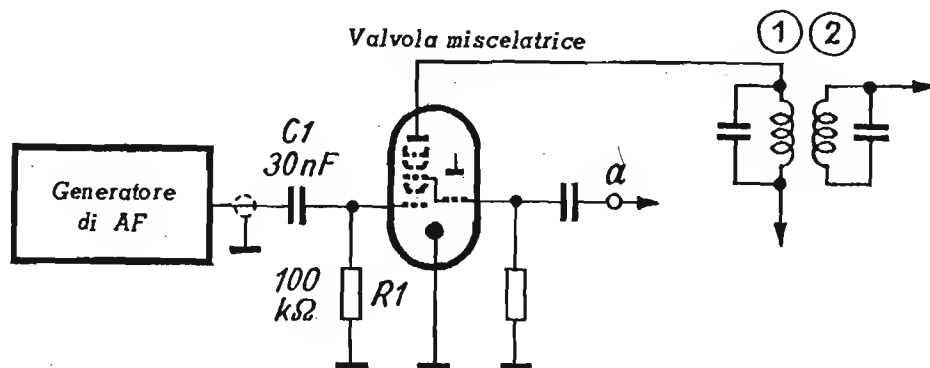 Valvola miscelatrice
1 2
C1
30nF
Generatore
di AF
a
100
kΩ
R1